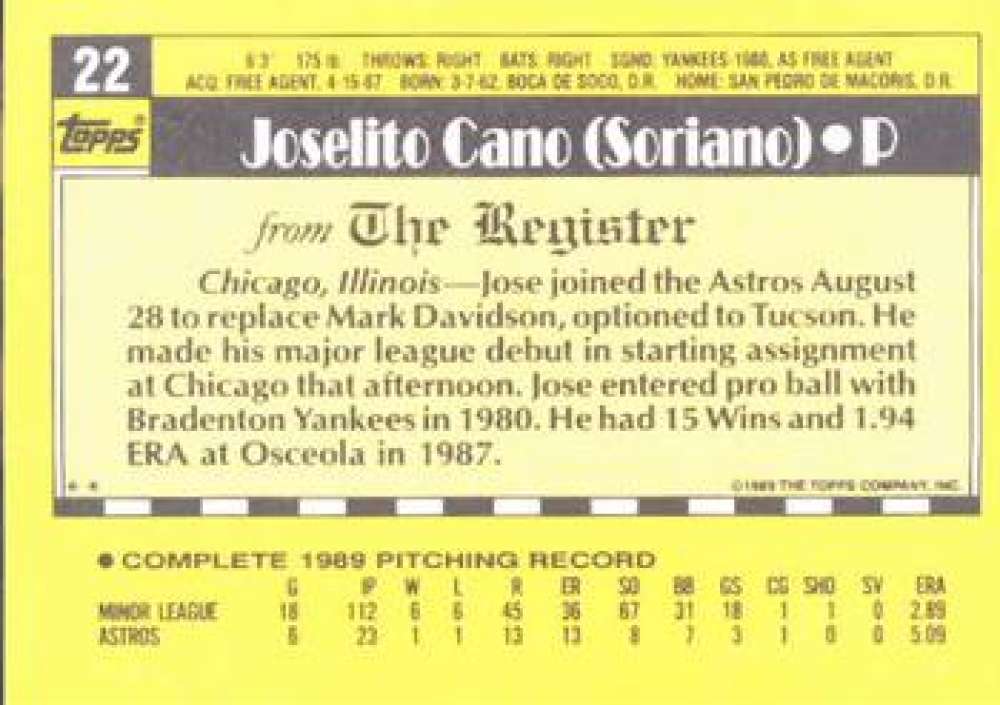 22
6'3" 175 lb. THROWS: RIGHT BATS: RIGHT SGND: YANKEES-1980, AS FREE AGENT
ACQ: FREE AGENT, 4-15-87 BORN: 3-7-62, BOCA DE SOCO, D.R. HOME: SAN PEDRO DE MACORIS, D.R.
TOPPS®
Joselito Cano (Soriano) • P
from The Register
Chicago, Illinois—Jose joined the Astros August
28 to replace Mark Davidson, optioned to Tucson. He
made his major league debut in starting assignment
at Chicago that afternoon. Jose entered pro ball with
Bradenton Yankees in 1980. He had 15 Wins and 1.94
ERA at Osceola in 1987.
* * ©1989 THE TOPPS COMPANY, INC.
• COMPLETE 1989 PITCHING RECORD
G IP W L R ER SO BB GS CG SHO SV ERA
MINOR LEAGUE 18 112 6 6 45 36 67 31 18 1 1 0 2.89
ASTROS 6 23 1 1 13 13 8 7 3 1 0 0 5.09